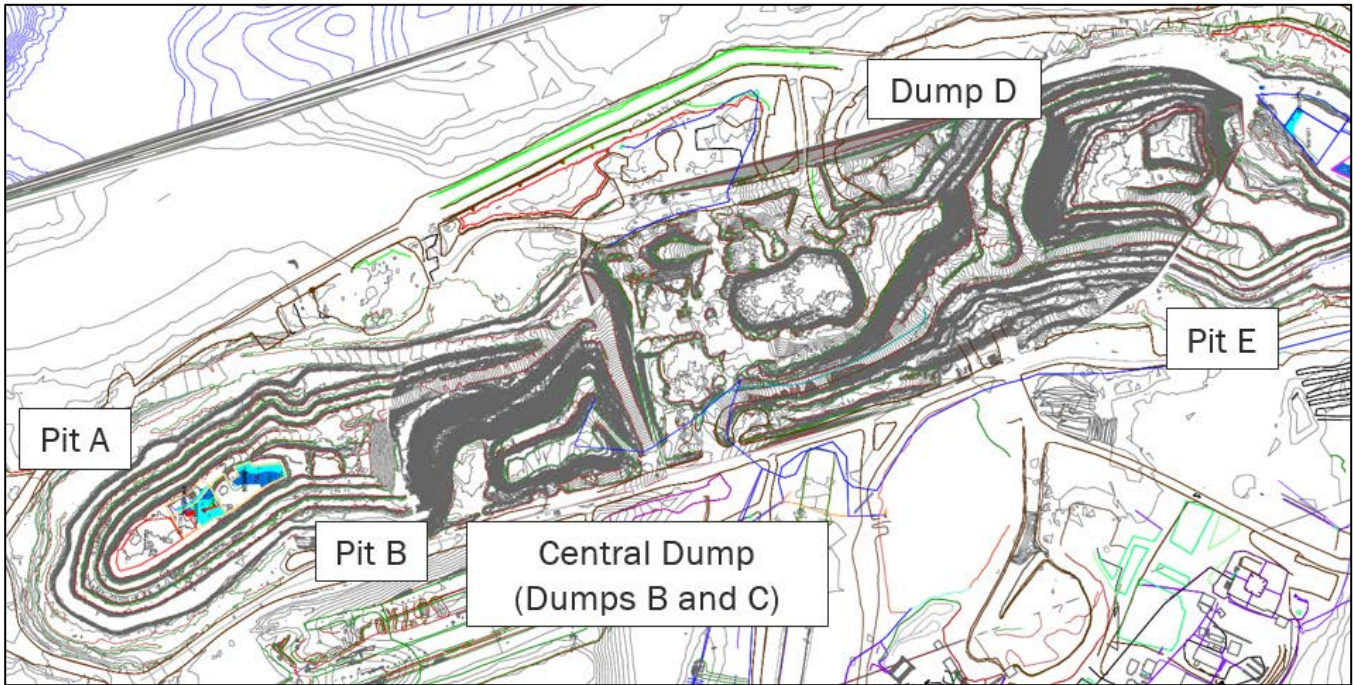 Dump D
Pit E
Pit A
Pit B
Central Dump
(Dumps B and C)